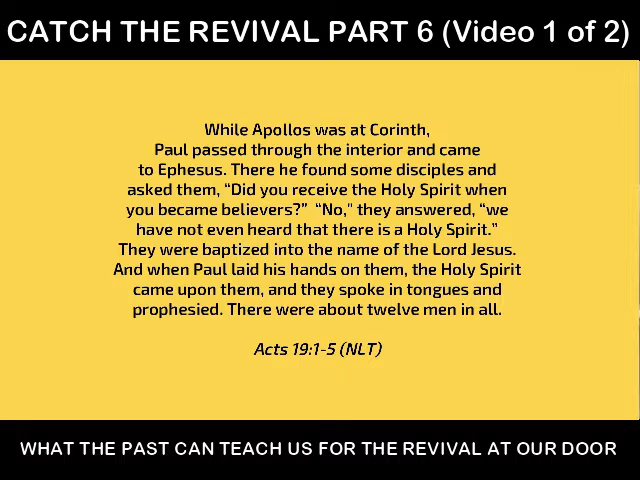 CATCH THE REVIVAL PART 6 (Video 1 of 2)
While Apollos was at Corinth,
Paul passed through the interior and came
to Ephesus. There he found some disciples and
asked them, “Did you receive the Holy Spirit when
you became believers?”  “No," they answered, “we
have not even heard that there is a Holy Spirit.”
They were baptized into the name of the Lord Jesus.
And when Paul laid his hands on them, the Holy Spirit
came upon them, and they spoke in tongues and
prophesied. There were about twelve men in all.
Acts 19:1-5 (NLT)
WHAT THE PAST CAN TEACH US FOR THE REVIVAL AT OUR DOOR